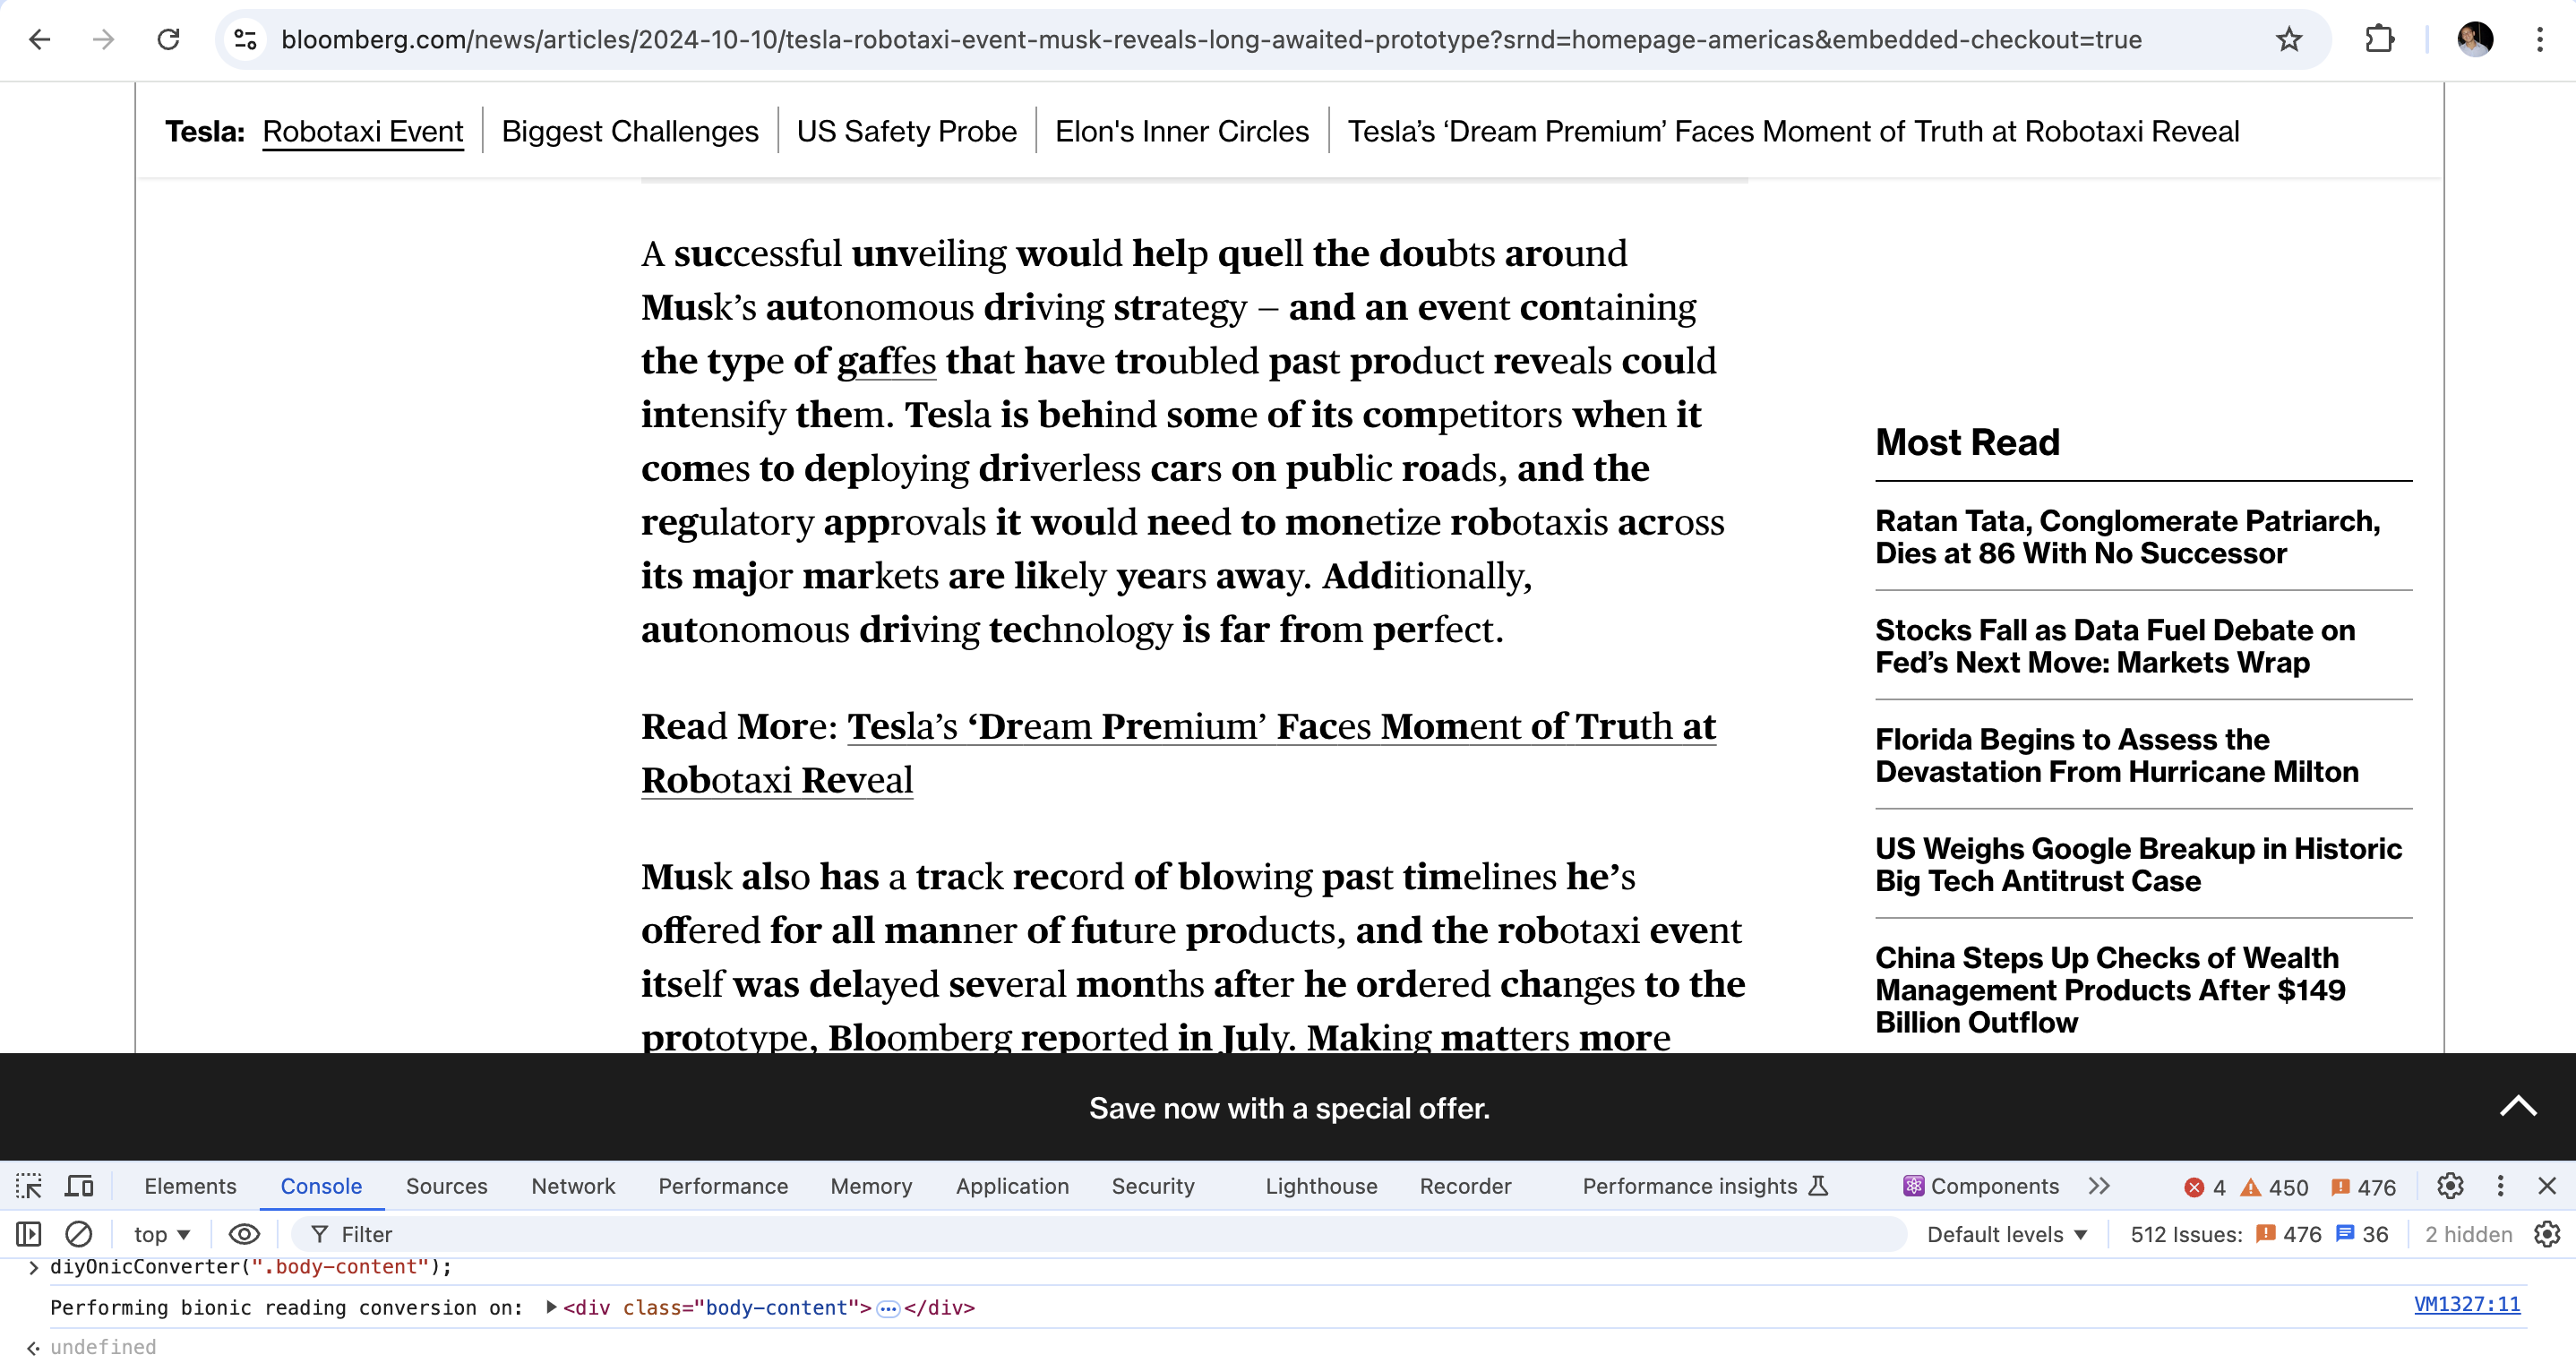 bloomberg.com/news/articles/2024-10-10/tesla-robotaxi-event-musk-reveals-long-awaited-prototype?srnd=homepage-americas&embedded-checkout=true
Tesla: Robotaxi Event Biggest Challenges US Safety Probe Elon's Inner Circles Tesla’s ‘Dream Premium’ Faces Moment of Truth at Robotaxi Reveal
A successful unveiling would help quell the doubts around
Musk’s autonomous driving strategy — and an event containing
the type of gaffes that have troubled past product reveals could
intensify them. Tesla is behind some of its competitors when it
comes to deploying driverless cars on public roads, and the
regulatory approvals it would need to monetize robotaxis across
its major markets are likely years away. Additionally,
autonomous driving technology is far from perfect.
Read More: Tesla’s ‘Dream Premium’ Faces Moment of Truth at
Robotaxi Reveal
Musk also has a track record of blowing past timelines he’s
offered for all manner of future products, and the robotaxi event
itself was delayed several months after he ordered changes to the
prototype, Bloomberg reported in July. Making matters more
Most Read
Ratan Tata, Conglomerate Patriarch,
Dies at 86 With No Successor
Stocks Fall as Data Fuel Debate on
Fed’s Next Move: Markets Wrap
Florida Begins to Assess the
Devastation From Hurricane Milton
US Weighs Google Breakup in Historic
Big Tech Antitrust Case
China Steps Up Checks of Wealth
Management Products After $149
Billion Outflow
Save now with a special offer.
Elements Console Sources Network Performance Memory Application Security Lighthouse Recorder Performance insights Components 4 450 476
top Filter Default levels 512 Issues: 476 36 2 hidden
diyOnicConverter(".body-content");
Performing bionic reading conversion on: <div class="body-content">…</div> VM1327:11
undefined